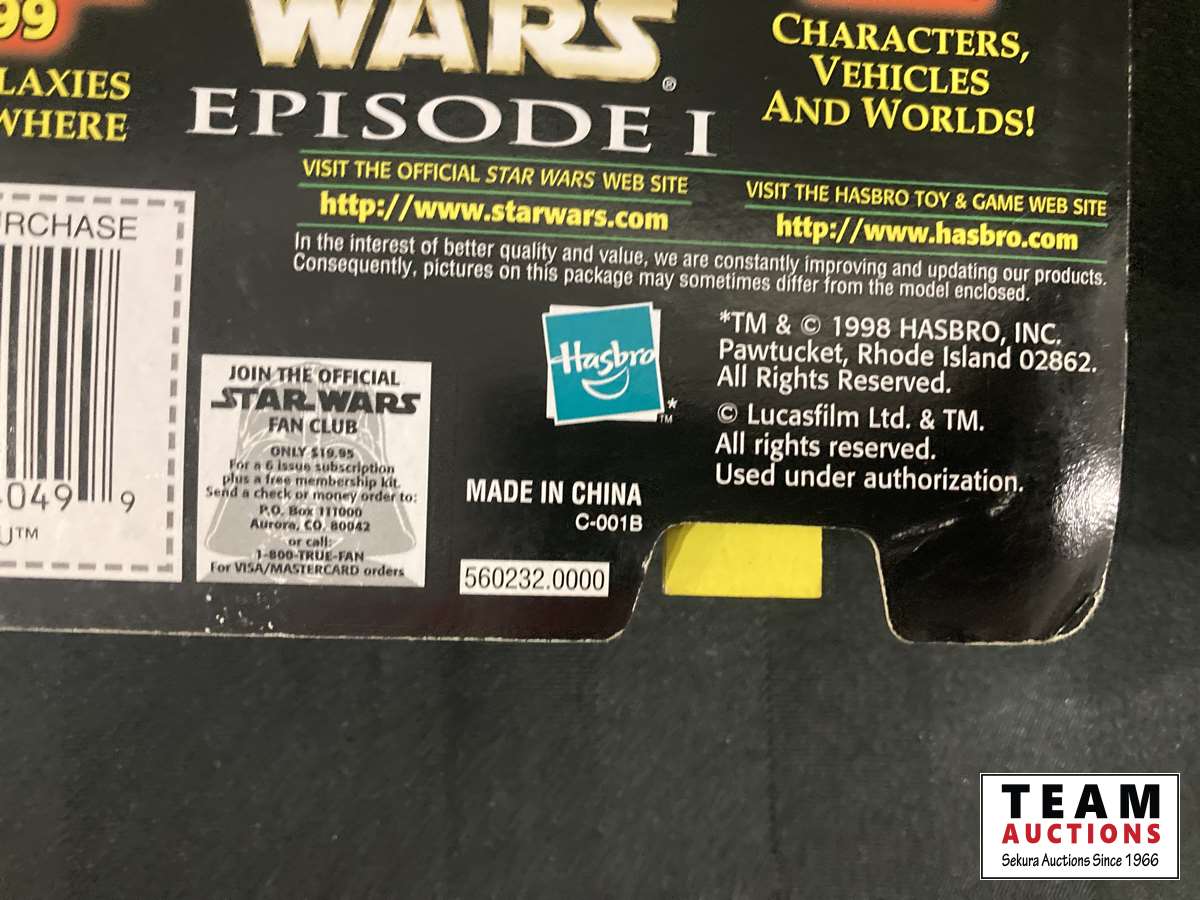 99
LAXIES
WHERE
WARS®
EPISODE I
CHARACTERS,
VEHICLES
AND WORLDS!
VISIT THE OFFICIAL STAR WARS WEB SITE
http://www.starwars.com
VISIT THE HASBRO TOY & GAME WEB SITE
http://www.hasbro.com
In the interest of better quality and value, we are constantly improving and updating our products.
Consequently, pictures on this package may sometimes differ from the model enclosed.
RCHASE
049 9
U™
JOIN THE OFFICIAL
STAR WARS
FAN CLUB
ONLY $19.95
For a 6 issue subscription
plus a free membership kit.
Send a check or money order to:
P.O. Box 111000
Aurora, CO. 80042
or call:
1-800-TRUE-FAN
For VISA/MASTERCARD orders
Hasbro
™*
*TM & © 1998 HASBRO, INC.
Pawtucket, Rhode Island 02862.
All Rights Reserved.
© Lucasfilm Ltd. & TM.
All rights reserved.
Used under authorization.
MADE IN CHINA
C-001B
560232.0000
TEAM
AUCTIONS
Sekura Auctions Since 1966